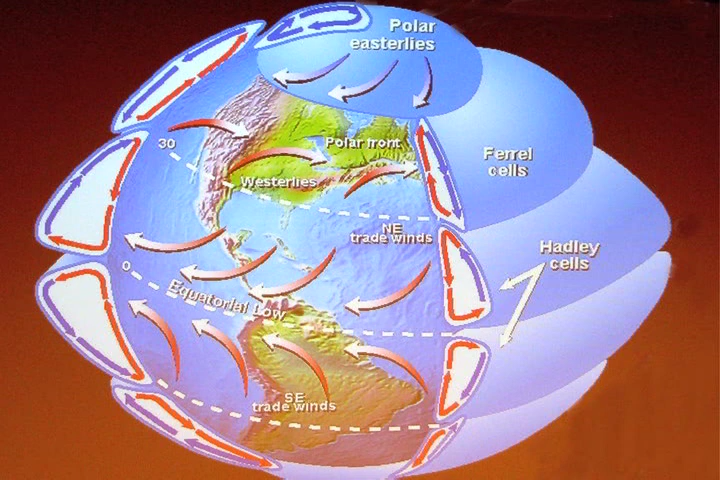 Polar
easterlies
30
Polar front
Ferrel
cells
Westerlies
NE
trade winds
Hadley
cells
0
Equatorial Low
SE
trade winds